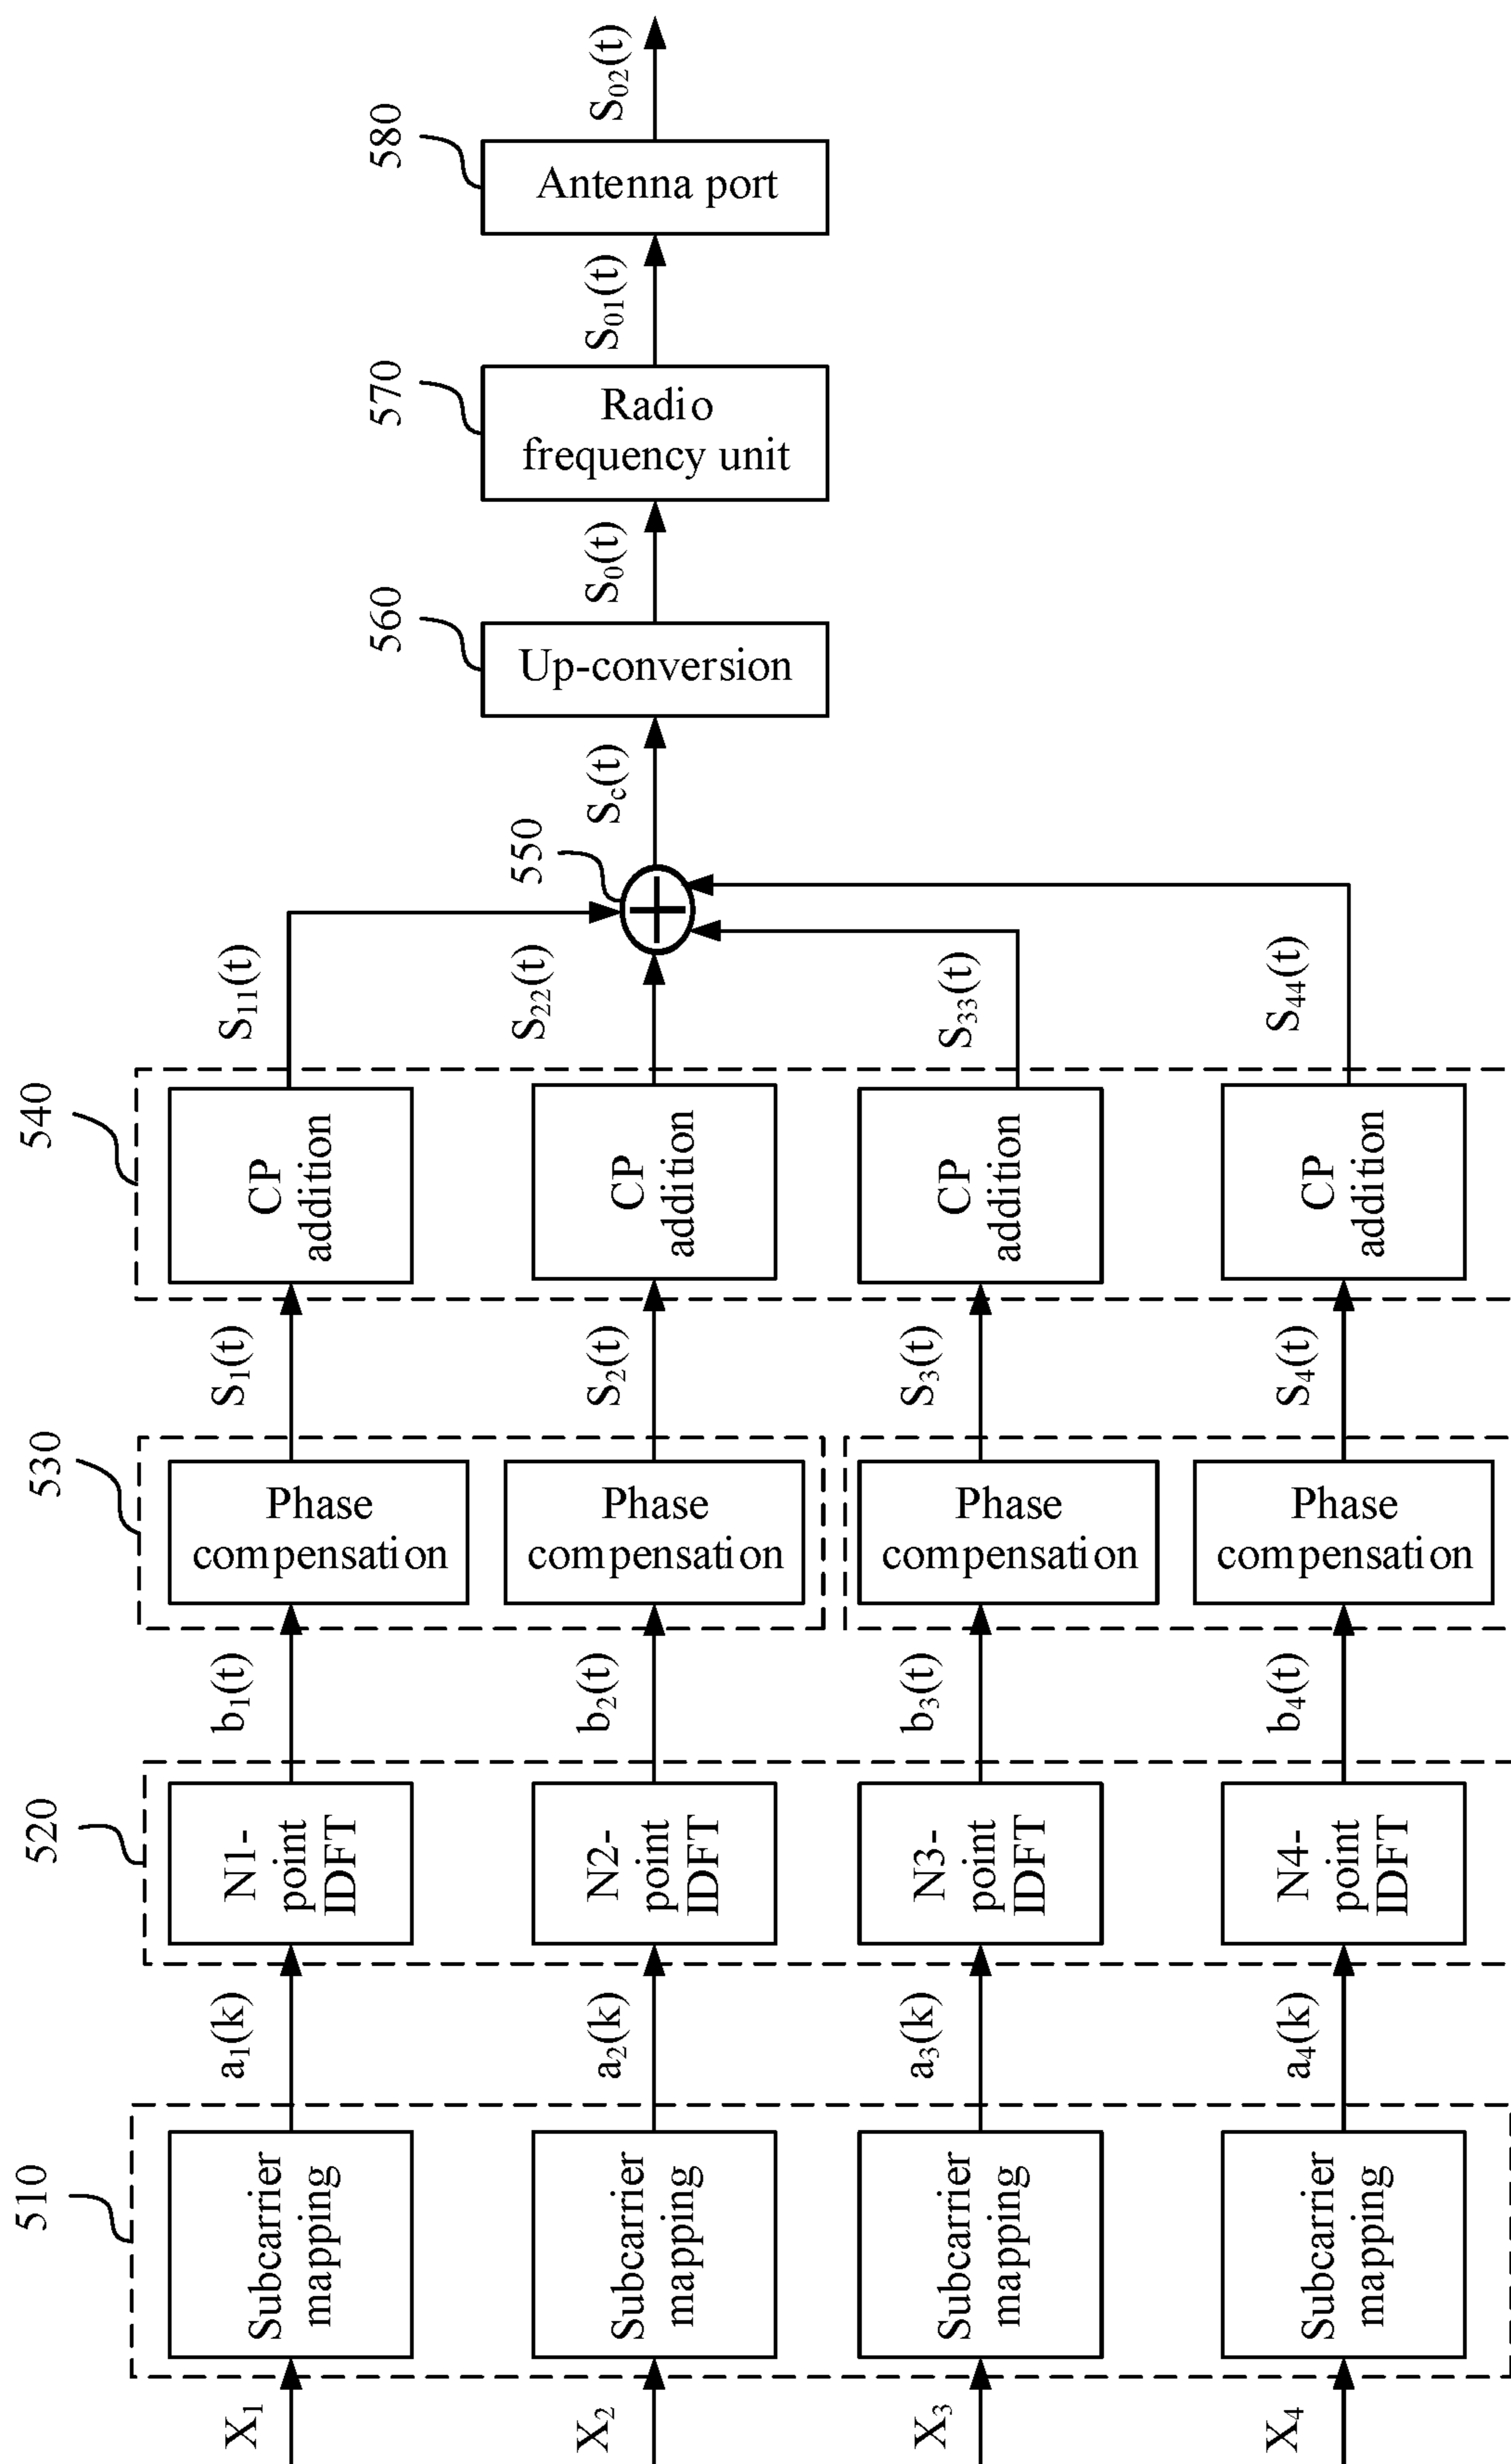 S₀₂(t)
580
Antenna port
S₀₁(t)
570
Radio
frequency unit
S₀(t)
560
Up-conversion
S_c(t)
550
S₁₁(t)
S₂₂(t)
S₃₃(t)
S₄₄(t)
540
CP
addition
CP
addition
CP
addition
CP
addition
S₁(t)
S₂(t)
S₃(t)
S₄(t)
530
Phase
compensation
Phase
compensation
Phase
compensation
Phase
compensation
b₁(t)
b₂(t)
b₃(t)
b₄(t)
520
N1-
point
IDFT
N2-
point
IDFT
N3-
point
IDFT
N4-
point
IDFT
a₁(k)
a₂(k)
a₃(k)
a₄(k)
510
Subcarrier
mapping
Subcarrier
mapping
Subcarrier
mapping
Subcarrier
mapping
X₁
X₂
X₃
X₄